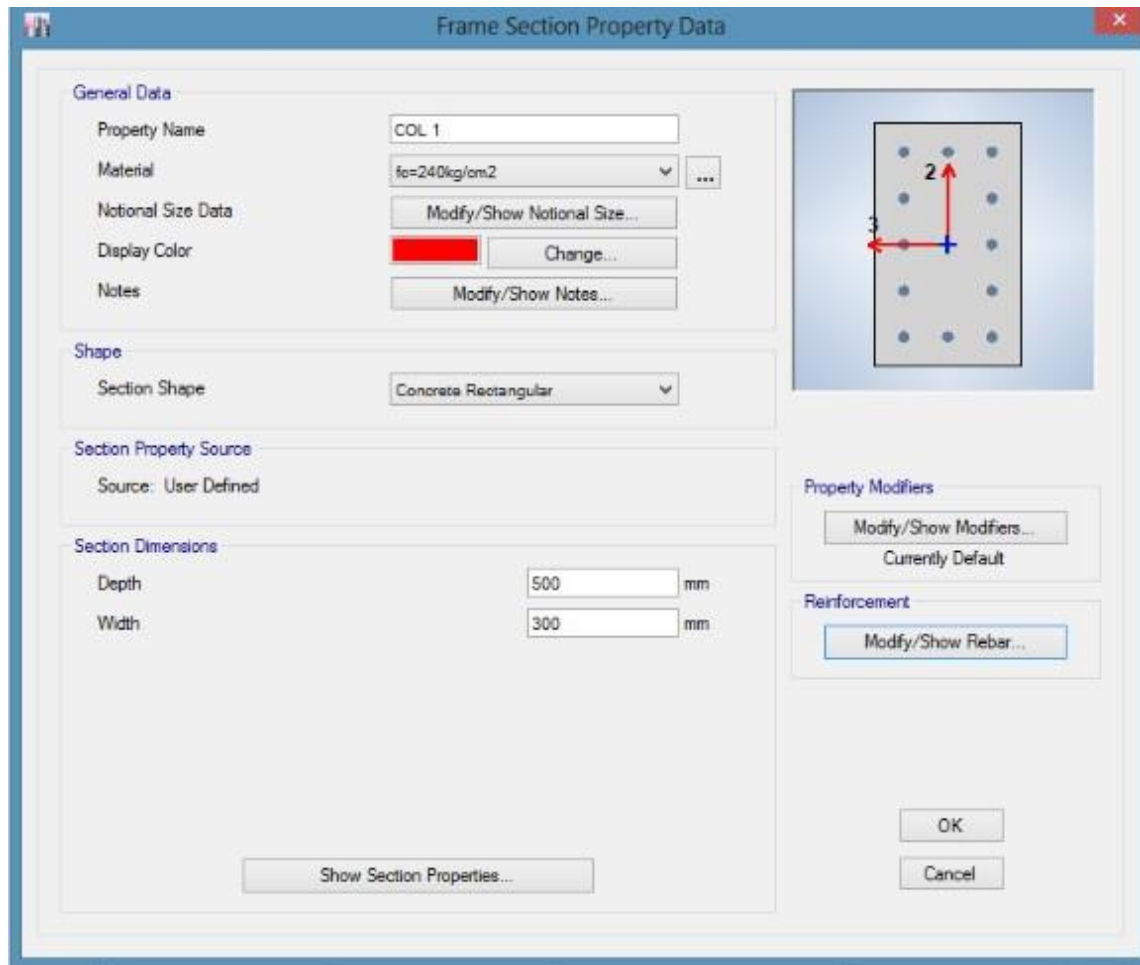 Frame Section Property Data
General Data
Property Name COL 1
Material fc=240kg/cm2 ...
Notional Size Data Modify/Show Notional Size...
Display Color Change...
Notes Modify/Show Notes...
2
3
Shape
Section Shape Concrete Rectangular
Section Property Source
Source: User Defined
Property Modifiers
Modify/Show Modifiers...
Currently Default
Section Dimensions
Depth 500 mm
Width 300 mm
Reinforcement
Modify/Show Rebar...
Show Section Properties...
OK
Cancel